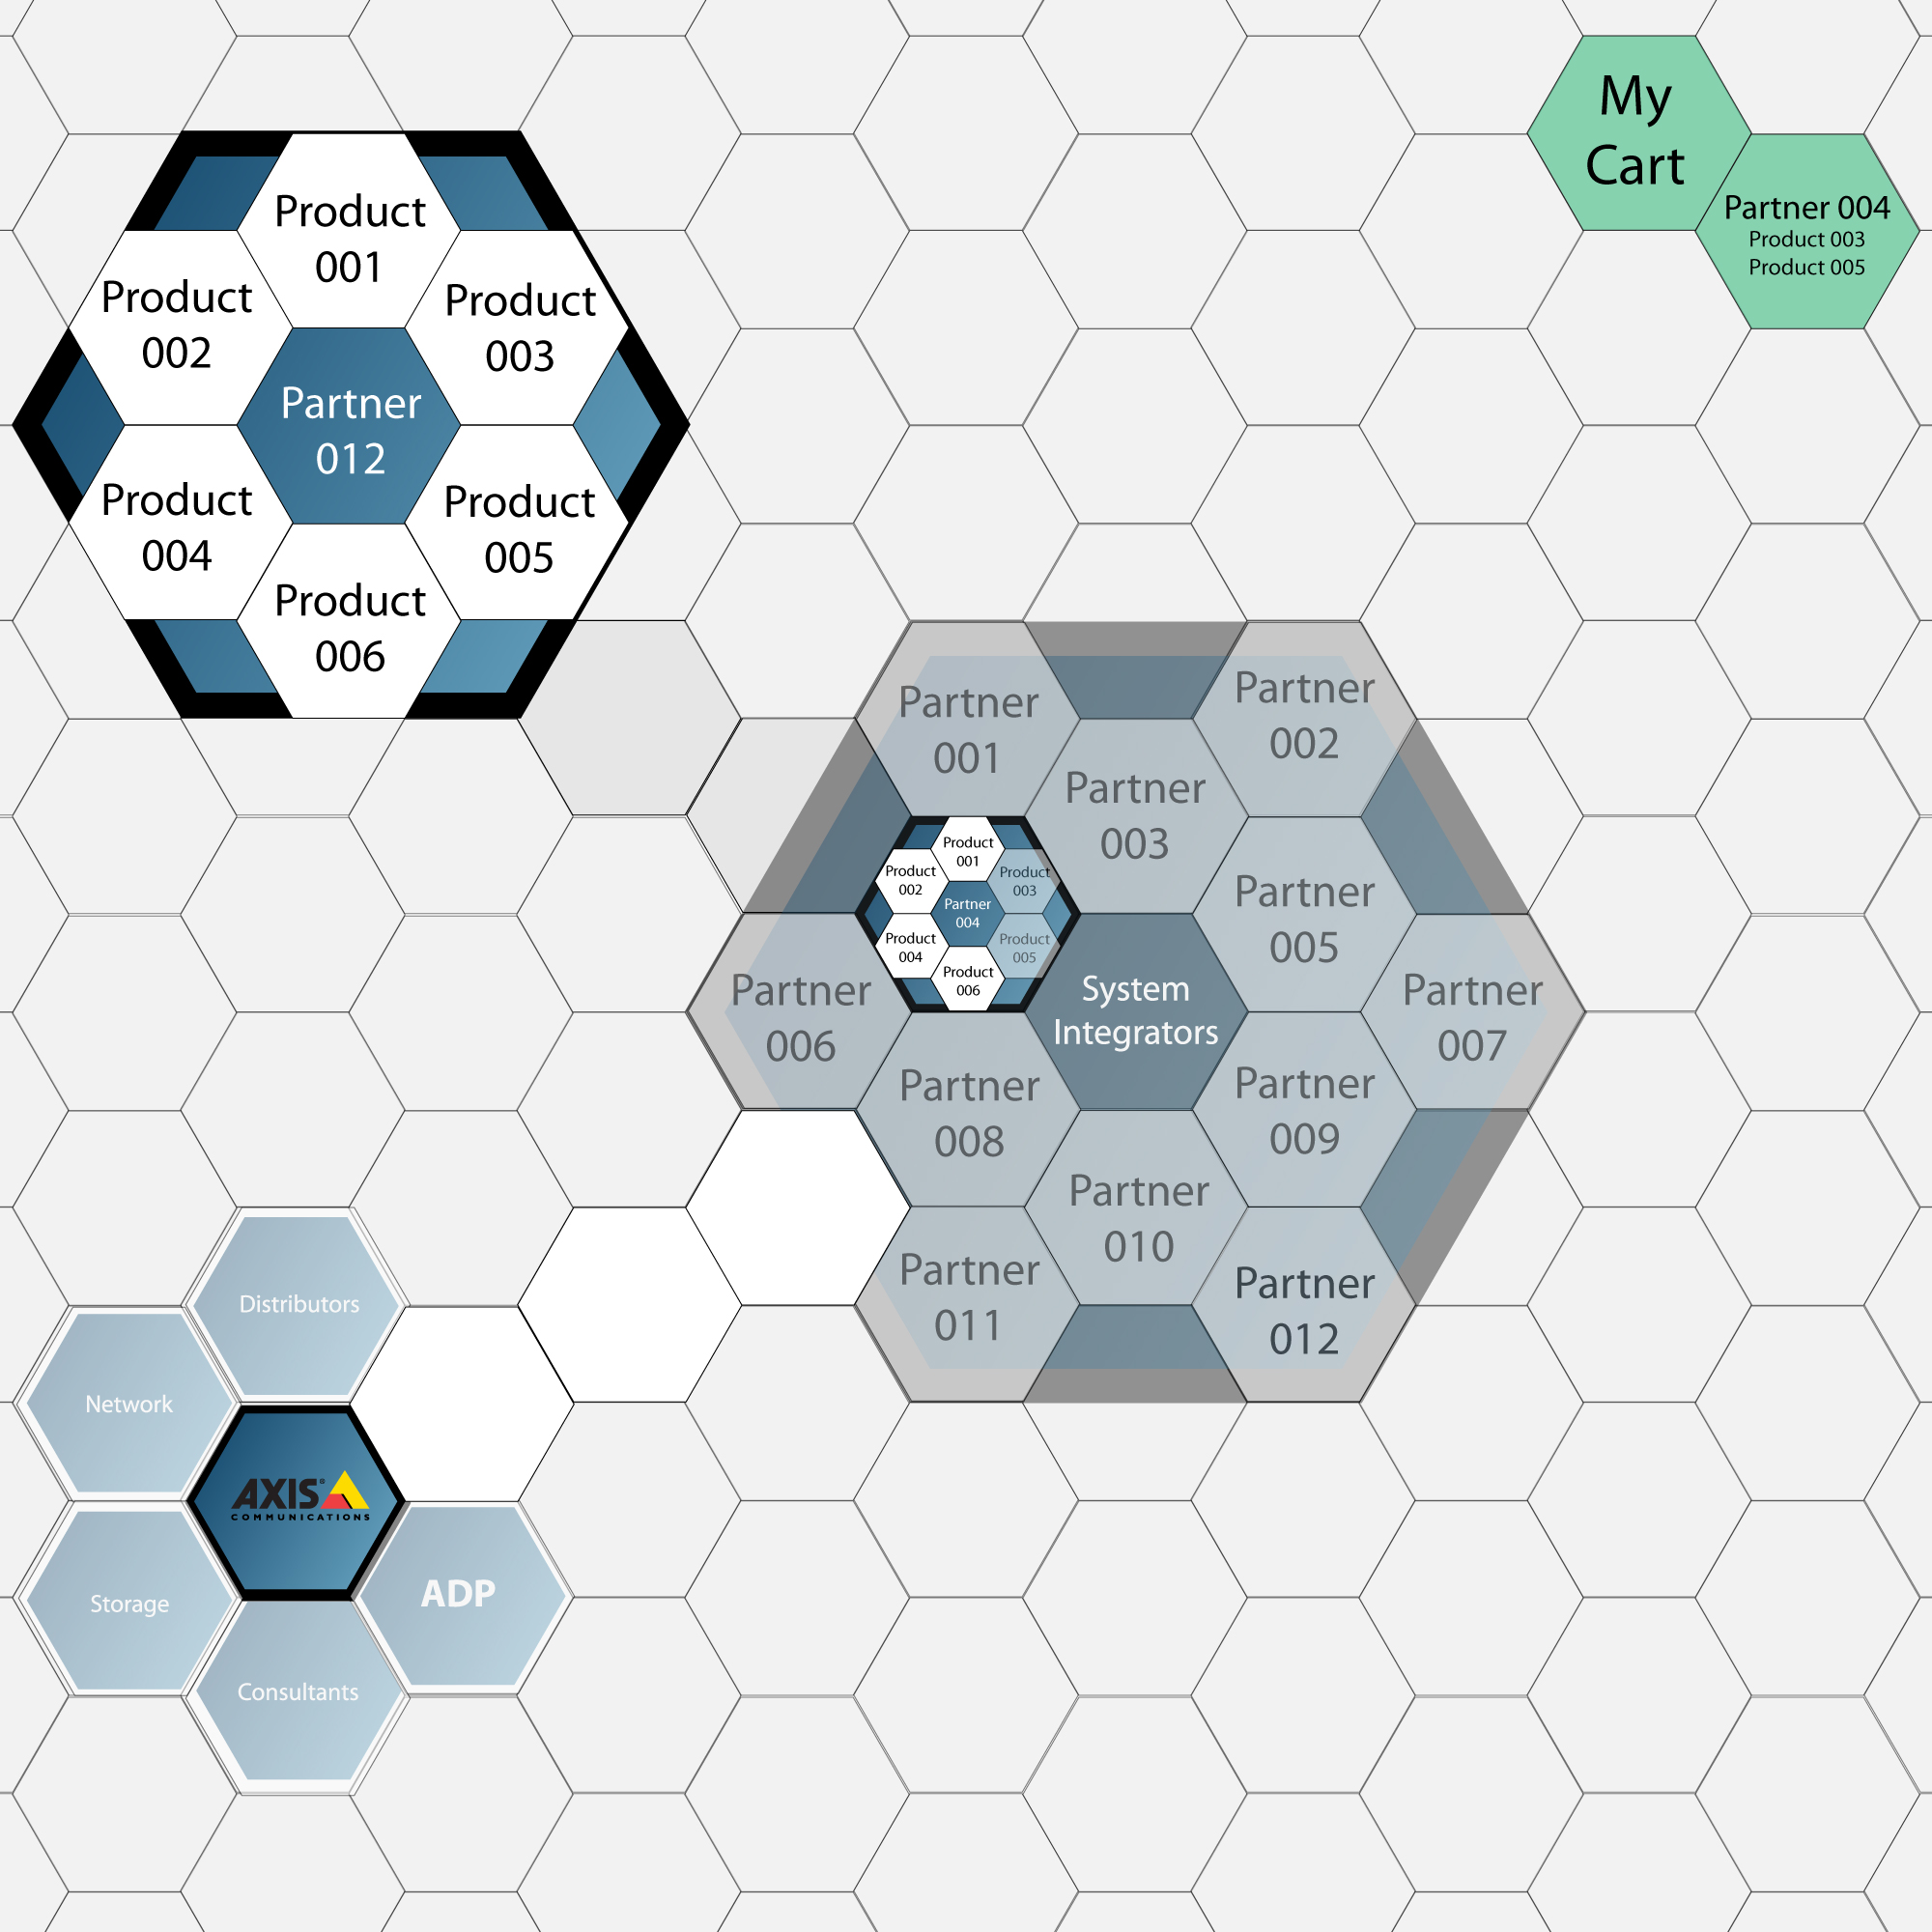 My
Cart
Partner 004
Product 003
Product 005
Product
001
Product
002
Product
003
Partner
012
Product
004
Product
005
Product
006
Partner
001
Partner
002
Partner
003
Product
001
Product
002
Product
003
Partner
004
Product
004
Product
005
Product
006
Partner
005
Partner
006
System
Integrators
Partner
007
Partner
008
Partner
009
Partner
010
Partner
011
Partner
012
Distributors
Network
AXIS
COMMUNICATIONS
Storage
ADP
Consultants